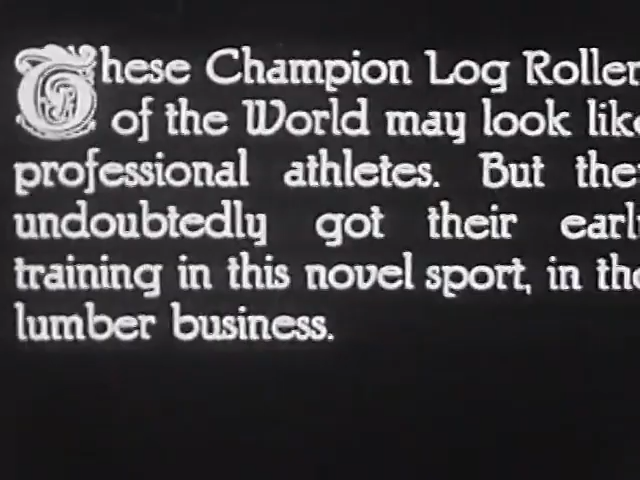 These Champion Log Roller
of the World may look like
professional athletes. But the
undoubtedly got their earl
training in this novel sport, in the
lumber business.